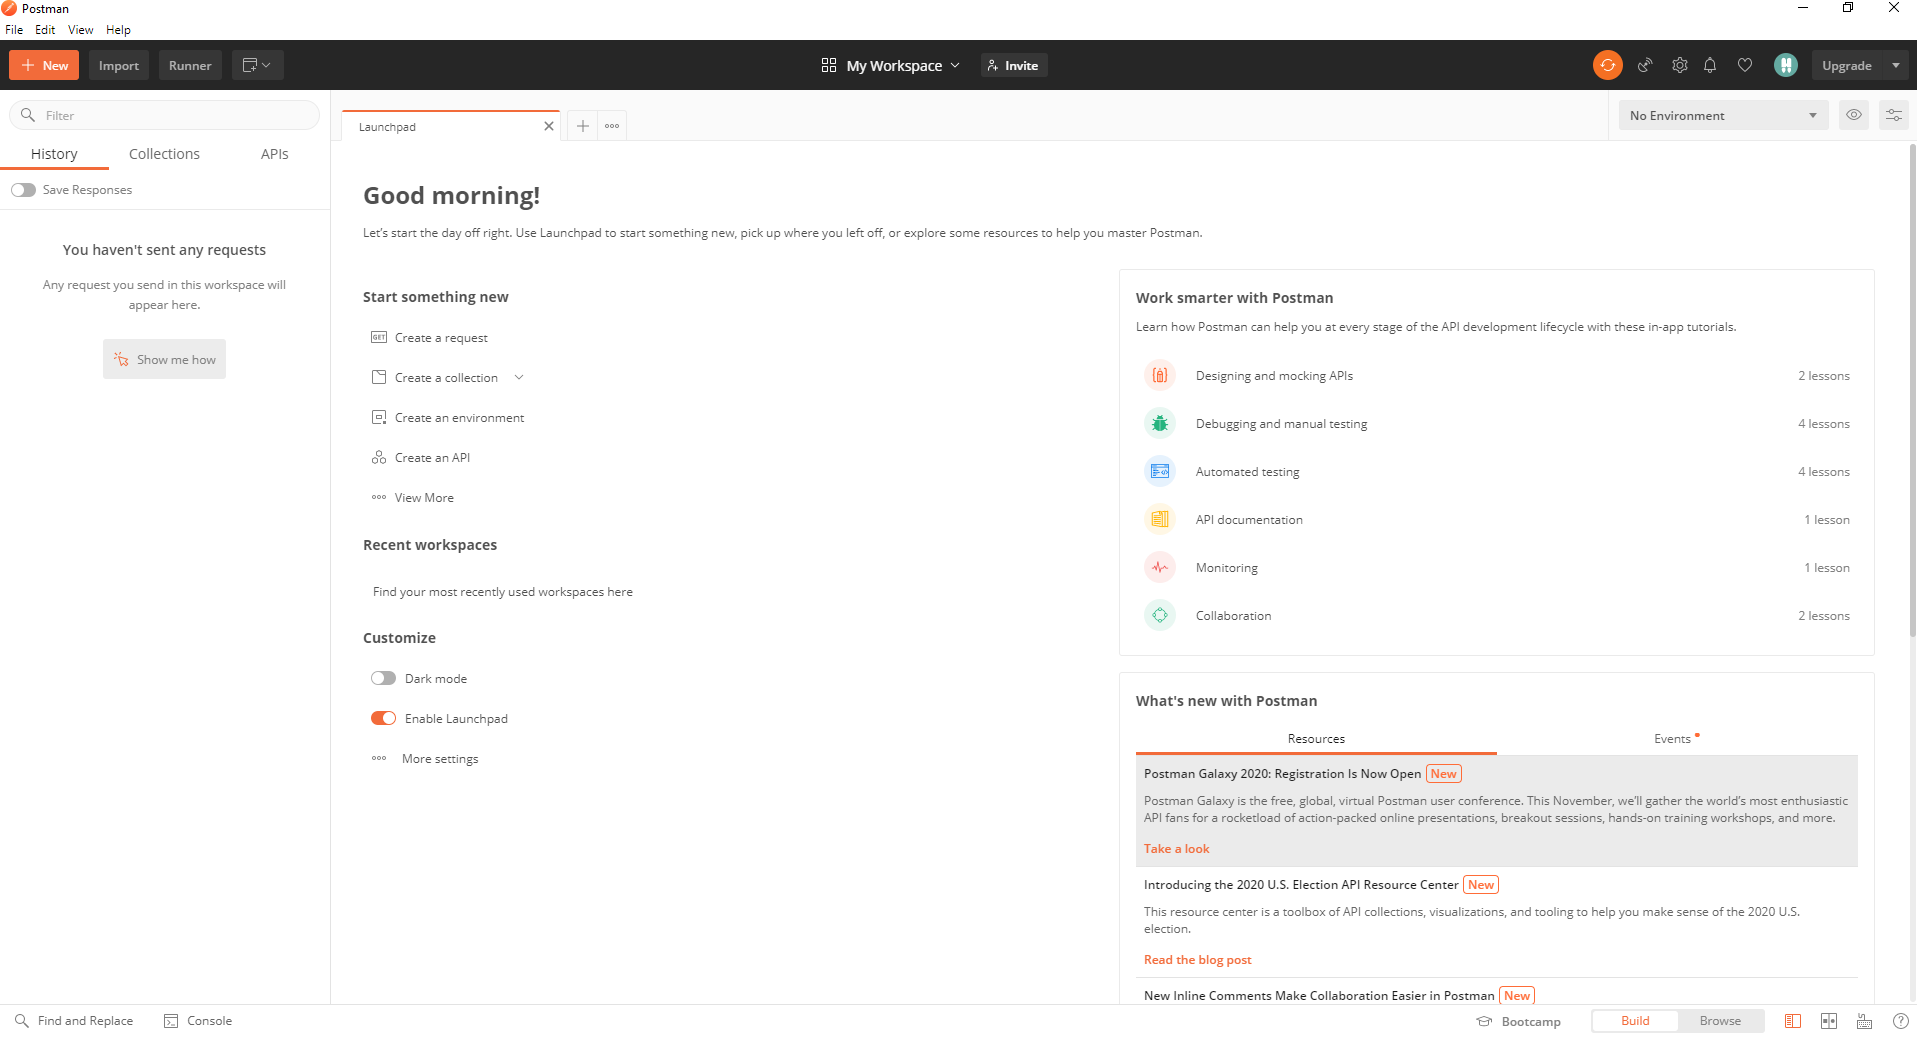 Postman
File Edit View Help
New Import Runner My Workspace Invite Upgrade
Filter
Launchpad
No Environment
History Collections APIs
Save Responses
You haven't sent any requests
Any request you send in this workspace will
appear here.
Show me how
Good morning!
Let's start the day off right. Use Launchpad to start something new, pick up where you left off, or explore some resources to help you master Postman.
Start something new
GET Create a request
Create a collection
Create an environment
Create an API
View More
Recent workspaces
Find your most recently used workspaces here
Customize
Dark mode
Enable Launchpad
More settings
Work smarter with Postman
Learn how Postman can help you at every stage of the API development lifecycle with these in-app tutorials.
Designing and mocking APIs 2 lessons
Debugging and manual testing 4 lessons
Automated testing 4 lessons
API documentation 1 lesson
Monitoring 1 lesson
Collaboration 2 lessons
What's new with Postman
Resources Events
Postman Galaxy 2020: Registration Is Now Open New
Postman Galaxy is the free, global, virtual Postman user conference. This November, we'll gather the world's most enthusiastic
API fans for a rocketload of action-packed online presentations, breakout sessions, hands-on training workshops, and more.
Take a look
Introducing the 2020 U.S. Election API Resource Center New
This resource center is a toolbox of API collections, visualizations, and tooling to help you make sense of the 2020 U.S.
election.
Read the blog post
New Inline Comments Make Collaboration Easier in Postman New
Find and Replace Console Bootcamp Build Browse